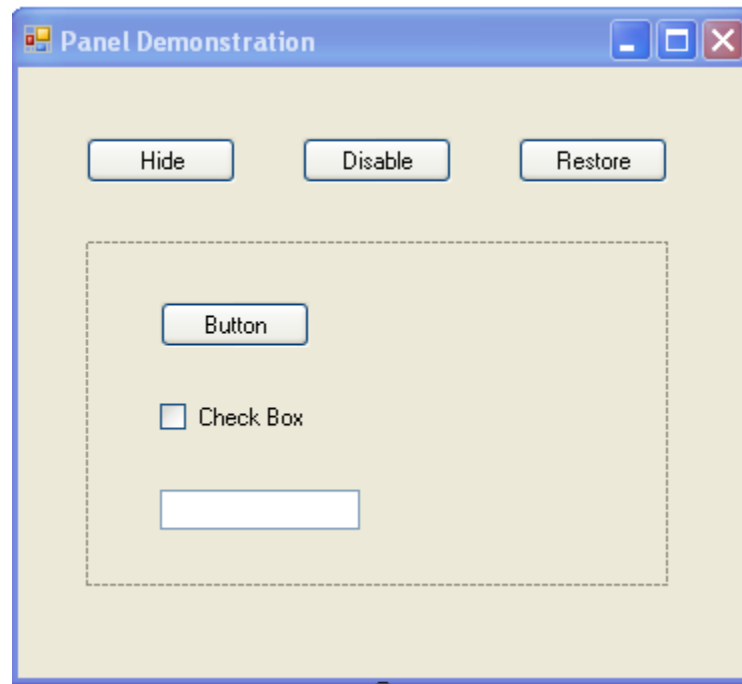 Panel Demonstration
Hide Disable Restore
Button
Check Box